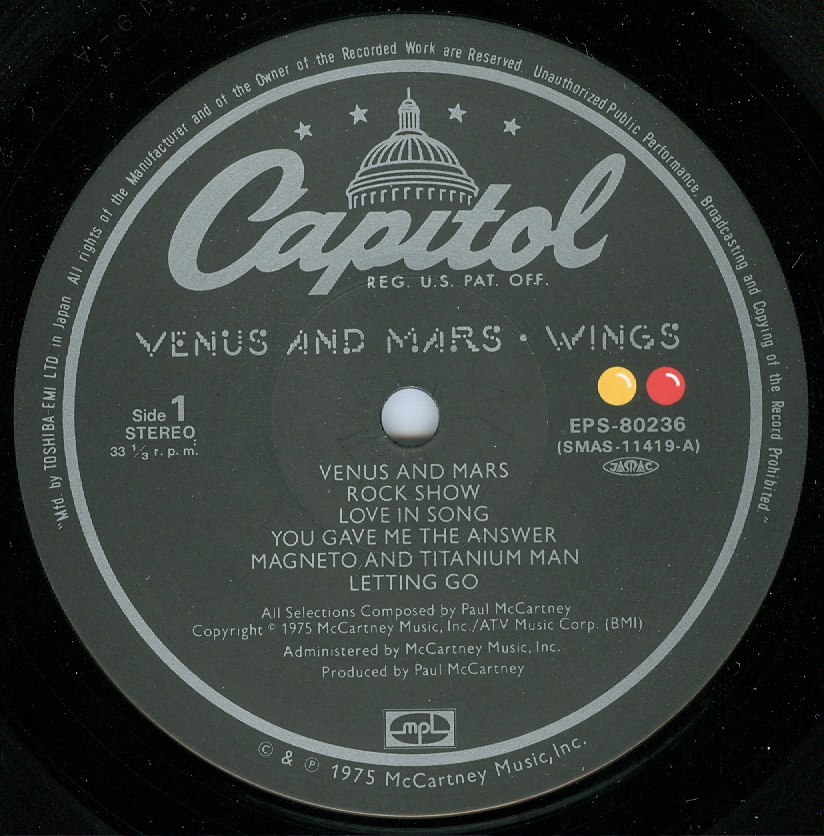 "Mfd. by TOSHIBA-EMI LTD. in Japan All rights of the Manufacturer and of the Owner of the Recorded Work are Reserved. Unauthorized Public Performance, Broadcasting and Copying of the Record Prohibited."
Capitol
REG. U.S. PAT. OFF.
VENUS AND MARS · WINGS
Side 1
STEREO
33 1/3 r.p.m.
EPS-80236
(SMAS-11419-A)
JASRAC
VENUS AND MARS
ROCK SHOW
LOVE IN SONG
YOU GAVE ME THE ANSWER
MAGNETO AND TITANIUM MAN
LETTING GO
All Selections Composed by Paul McCartney
Copyright © 1975 McCartney Music, Inc./ATV Music Corp. (BMI)
Administered by McCartney Music, Inc.
Produced by Paul McCartney
mpl
© & ℗ 1975 McCartney Music, Inc.